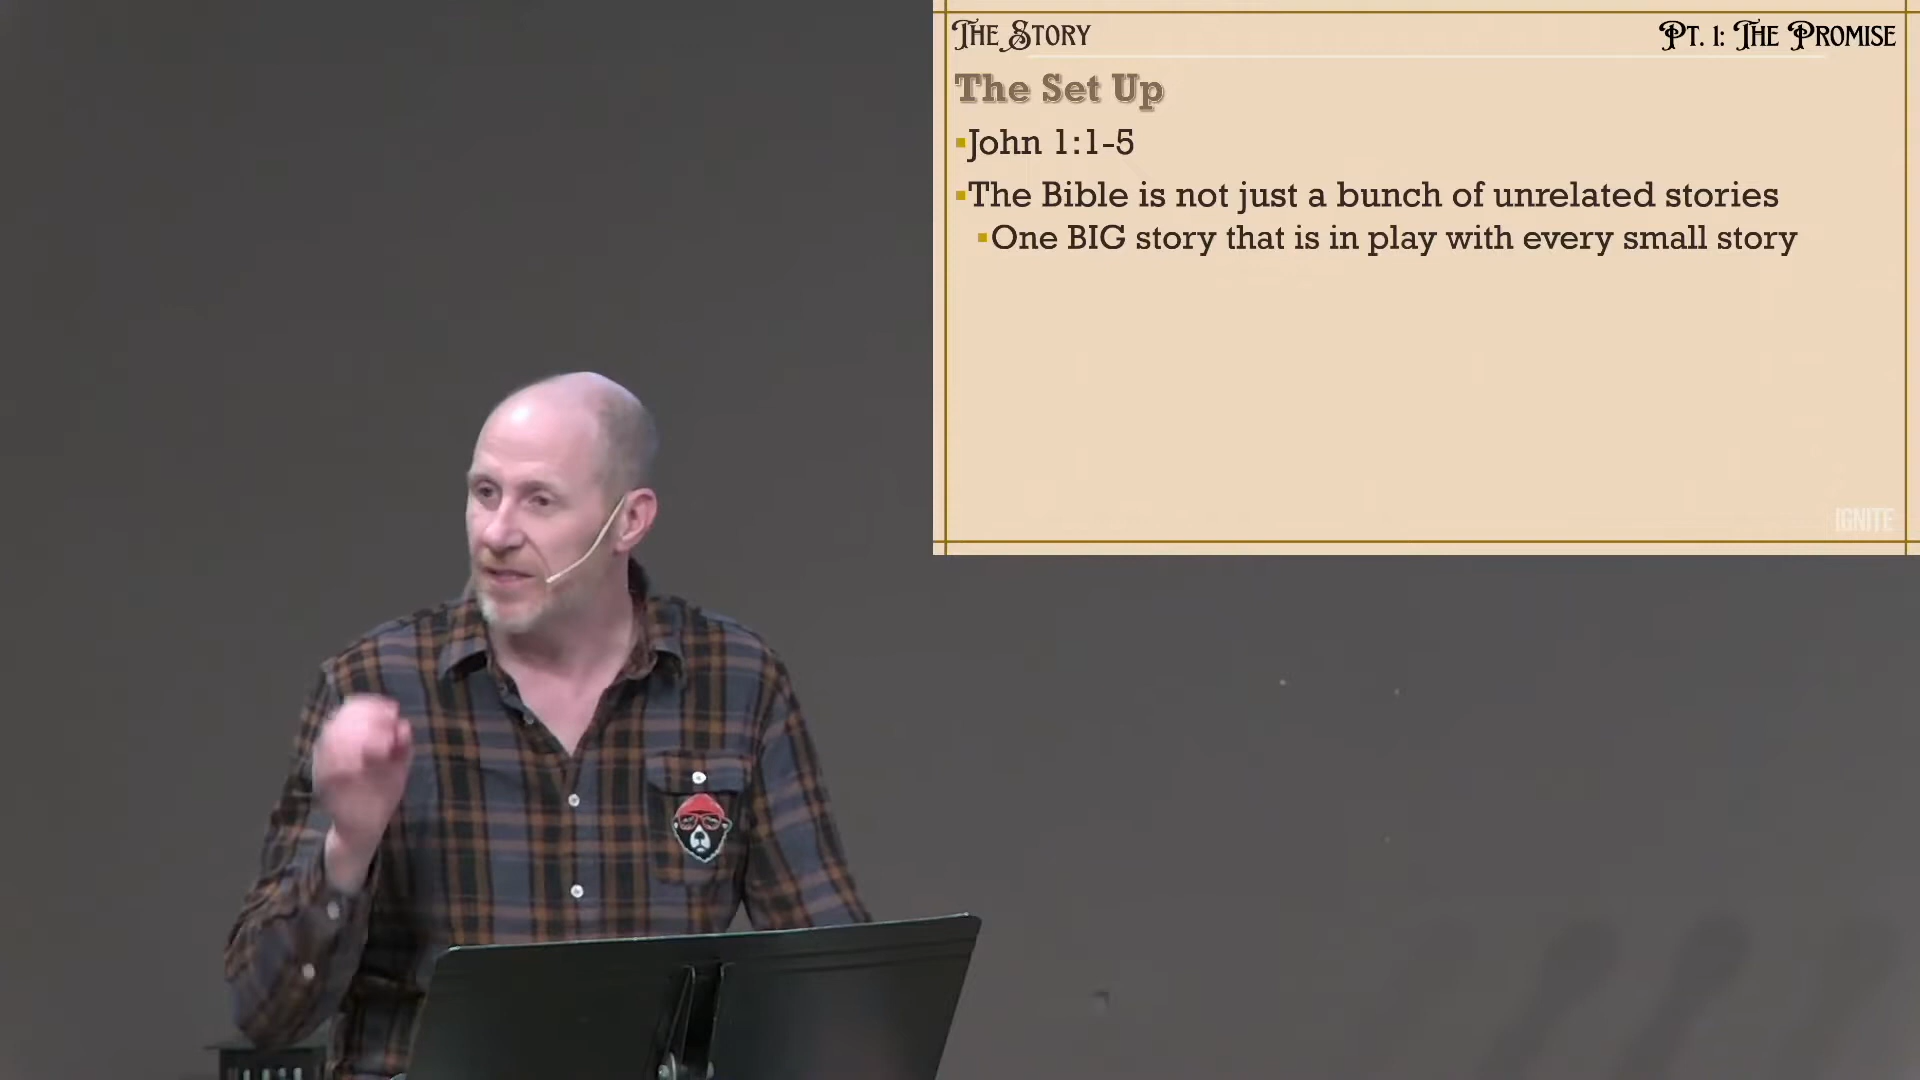 The Story
Pt. 1: The Promise
The Set Up
▪John 1:1-5
▪The Bible is not just a bunch of unrelated stories
▪One BIG story that is in play with every small story
IGNITE